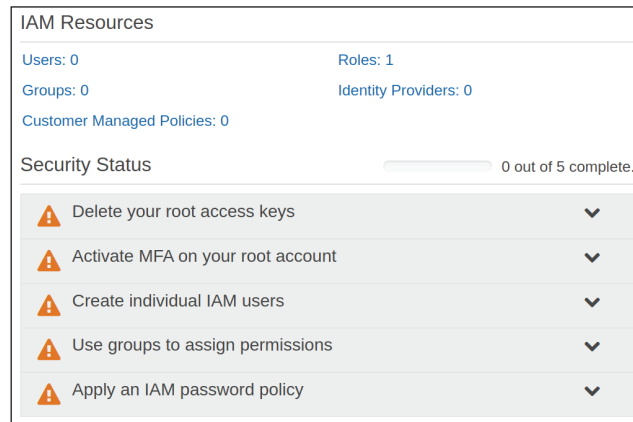 IAM Resources
Users: 0
Roles: 1
Groups: 0
Identity Providers: 0
Customer Managed Policies: 0
Security Status
0 out of 5 complete.
Delete your root access keys
Activate MFA on your root account
Create individual IAM users
Use groups to assign permissions
Apply an IAM password policy